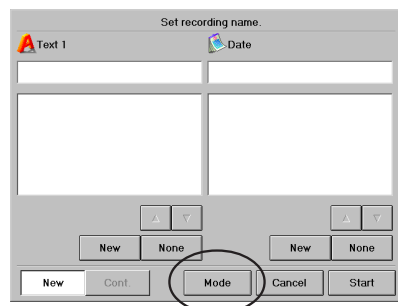 Set recording name.
Text 1 Date
New None New None
New Cont. Mode Cancel Start